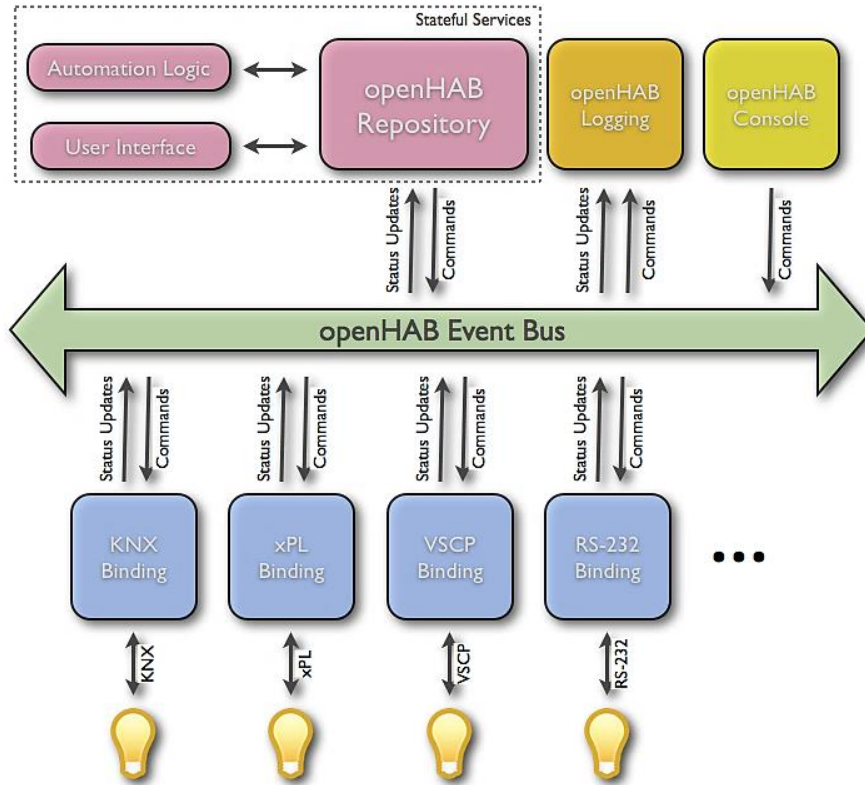 Stateful Services
Automation Logic
User Interface
openHAB
Repository
openHAB
Logging
openHAB
Console
Status Updates
Commands
Status Updates
Commands
Commands
openHAB Event Bus
Status Updates
Commands
Status Updates
Commands
Status Updates
Commands
Status Updates
Commands
KNX
Binding
xPL
Binding
VSCP
Binding
RS-232
Binding
...
KNX
xPL
VSCP
RS-232